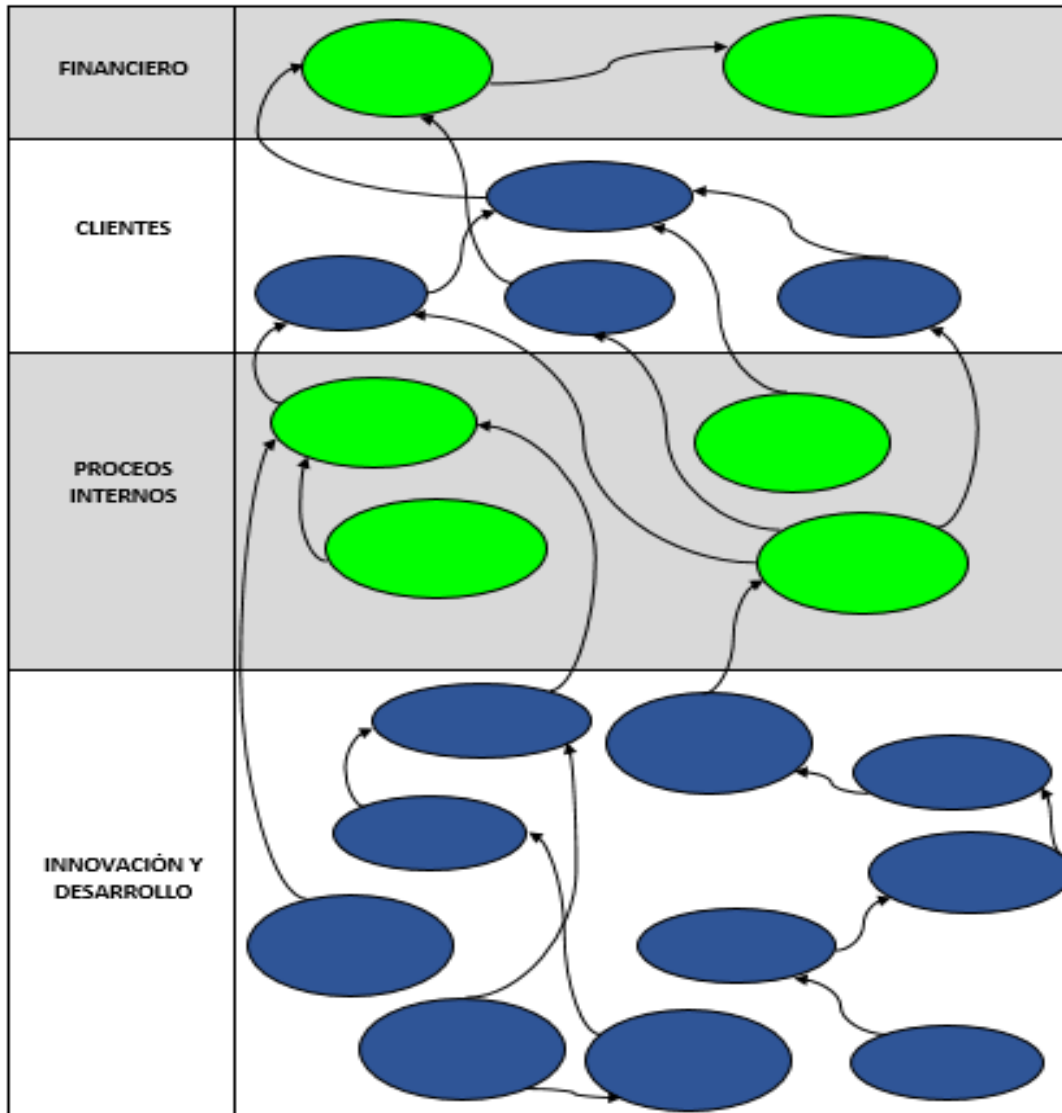 FINANCIERO
CLIENTES
PROCEOS
INTERNOS
INNOVACIÓN Y
DESARROLLO